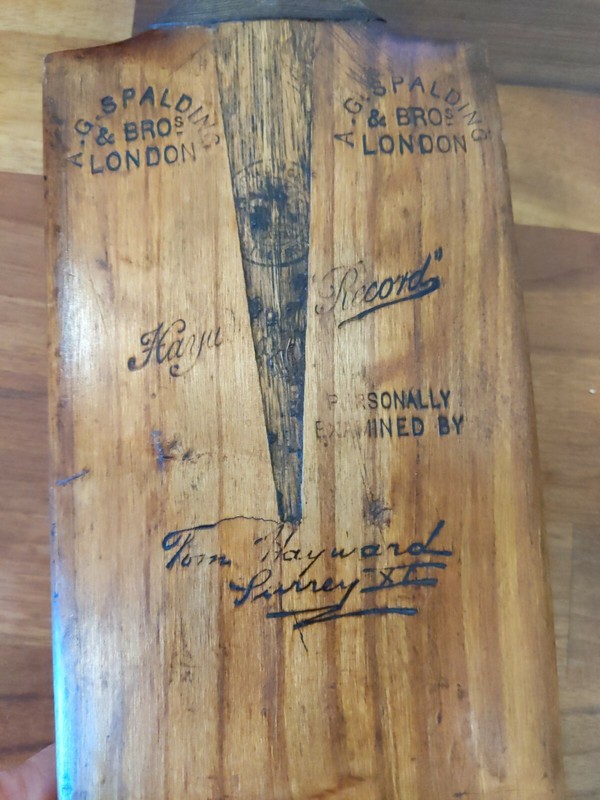 A.G. SPALDING
& BROS
LONDON
A.G. SPALDING
& BROS
LONDON
Record"
PERSONALLY
EXAMINED BY
Tom Hayward
Surrey XI